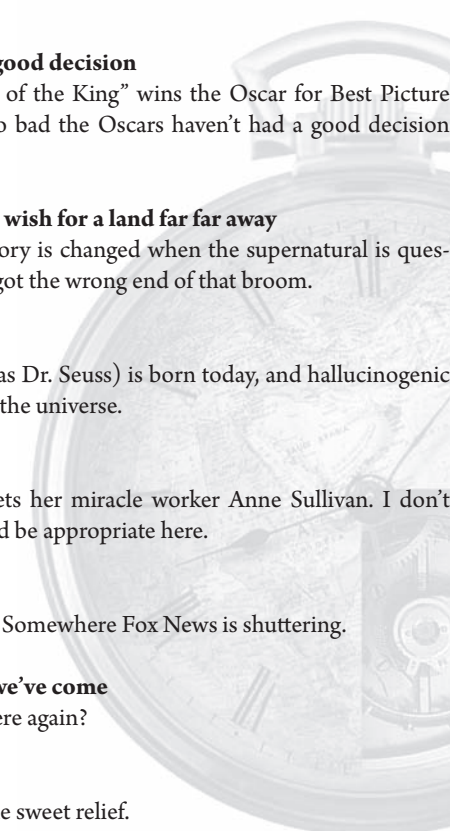 good decision
of the King” wins the Oscar for Best Picture
bad the Oscars haven't had a good decision
wish for a land far far away
ory is changed when the supernatural is ques-
got the wrong end of that broom.
as Dr. Seuss) is born today, and hallucinogenic
the universe.
ets her miracle worker Anne Sullivan. I don't
d be appropriate here.
Somewhere Fox News is shuttering.
we've come
ere again?
e sweet relief.
SAUDI ARABIA